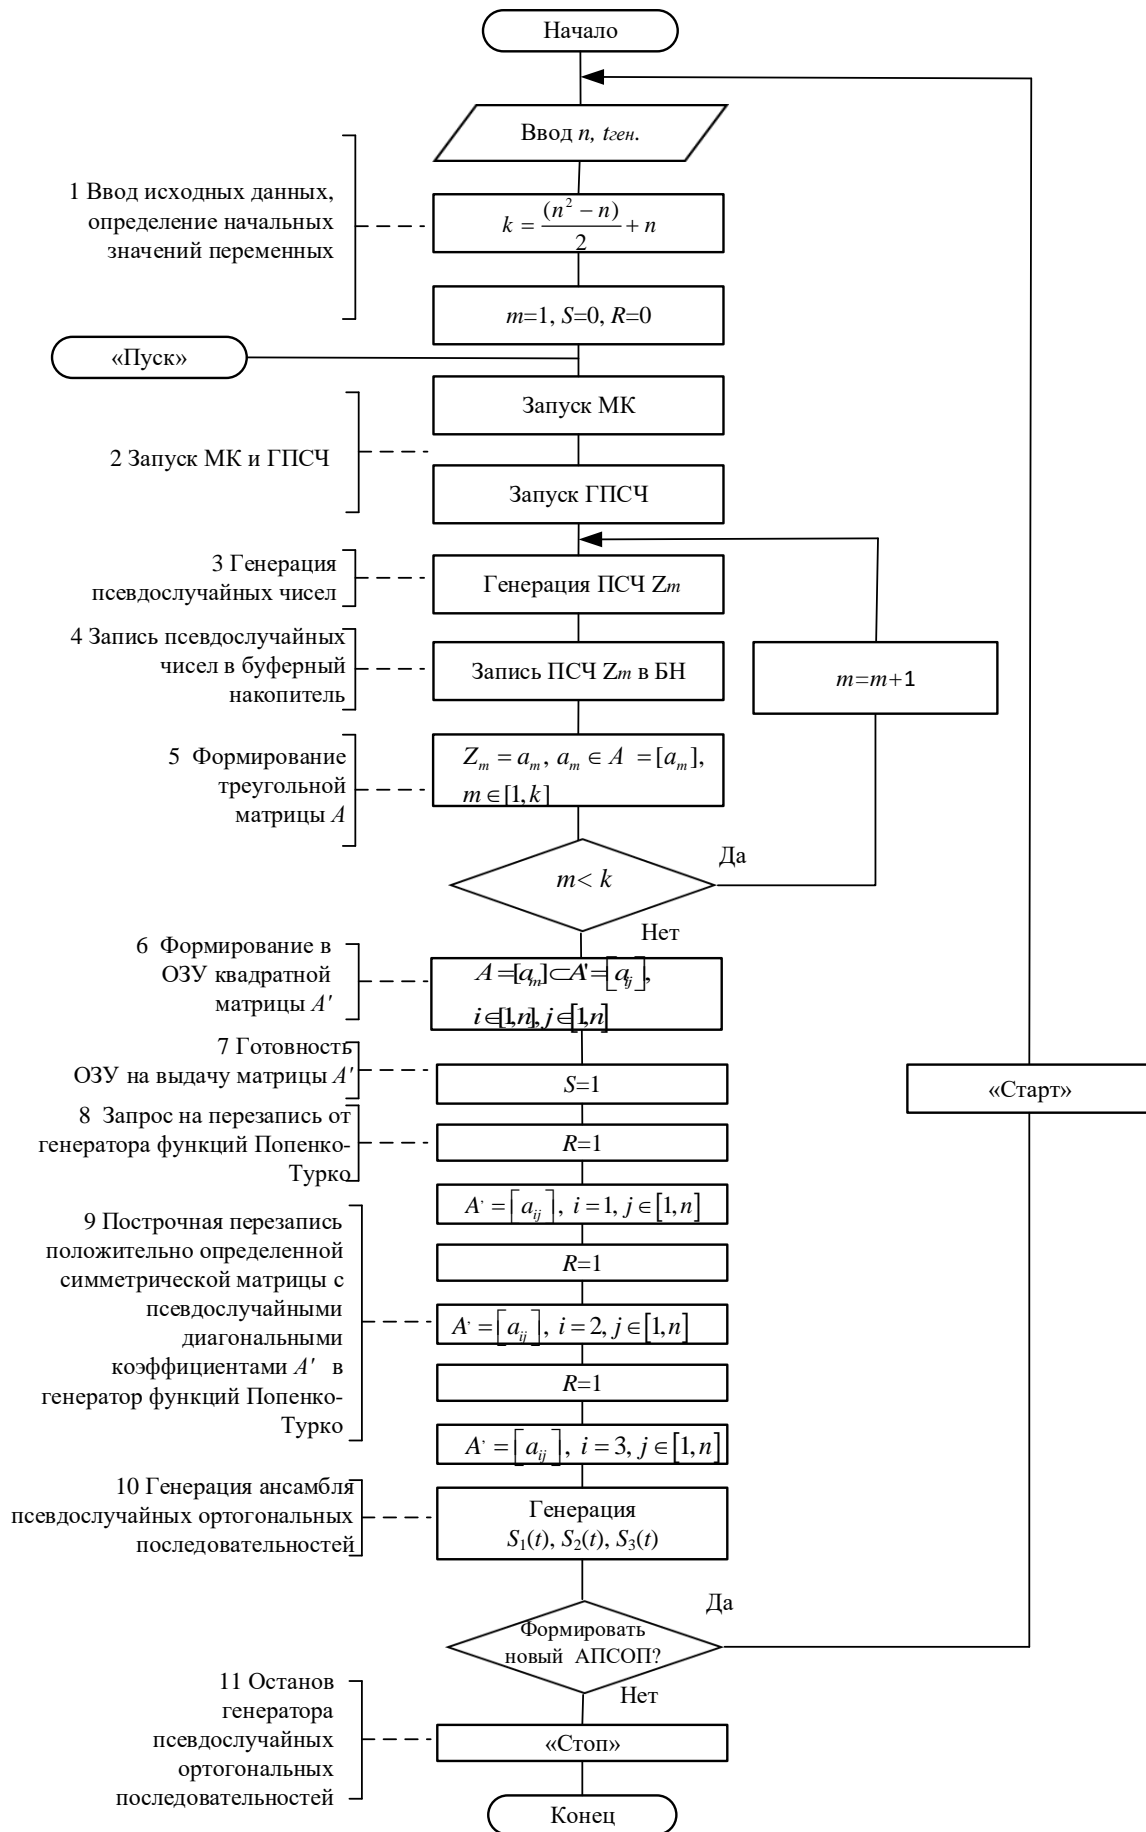 Начало
Ввод n, tген.
1 Ввод исходных данных,
определение начальных
значений переменных
k = (n² − n)/2 + n
m=1, S=0, R=0
«Пуск»
Запуск МК
2 Запуск МК и ГПСЧ
Запуск ГПСЧ
3 Генерация
псевдослучайных чисел
Генерация ПСЧ Zm
4 Запись псевдослучайных
чисел в буферный
накопитель
Запись ПСЧ Zm в БН
m=m+1
5 Формирование
треугольной
матрицы A
Zm = am, am ∈ A = [am],
m ∈ [1, k]
Да
m< k
Нет
6 Формирование в
ОЗУ квадратной
матрицы A'
A =[am]⊂A'=[aij],
i∈[1,n], j∈[1,n]
7 Готовность
ОЗУ на выдачу матрицы A'
S=1
«Старт»
8 Запрос на перезапись от
генератора функций Попенко-
Турко
R=1
A' = [aij], i = 1, j ∈ [1, n]
9 Построчная перезапись
положительно определенной
симметрической матрицы с
псевдослучайными
диагональными
коэффициентами A' в
генератор функций Попенко-
Турко
R=1
A' = [aij], i = 2, j ∈ [1, n]
R=1
A' = [aij], i = 3, j ∈ [1, n]
10 Генерация ансамбля
псевдослучайных ортогональных
последовательностей
Генерация
S1(t), S2(t), S3(t)
Да
Формировать
новый АПСОП?
Нет
11 Останов
генератора
псевдослучайных
ортогональных
последовательностей
«Стоп»
Конец